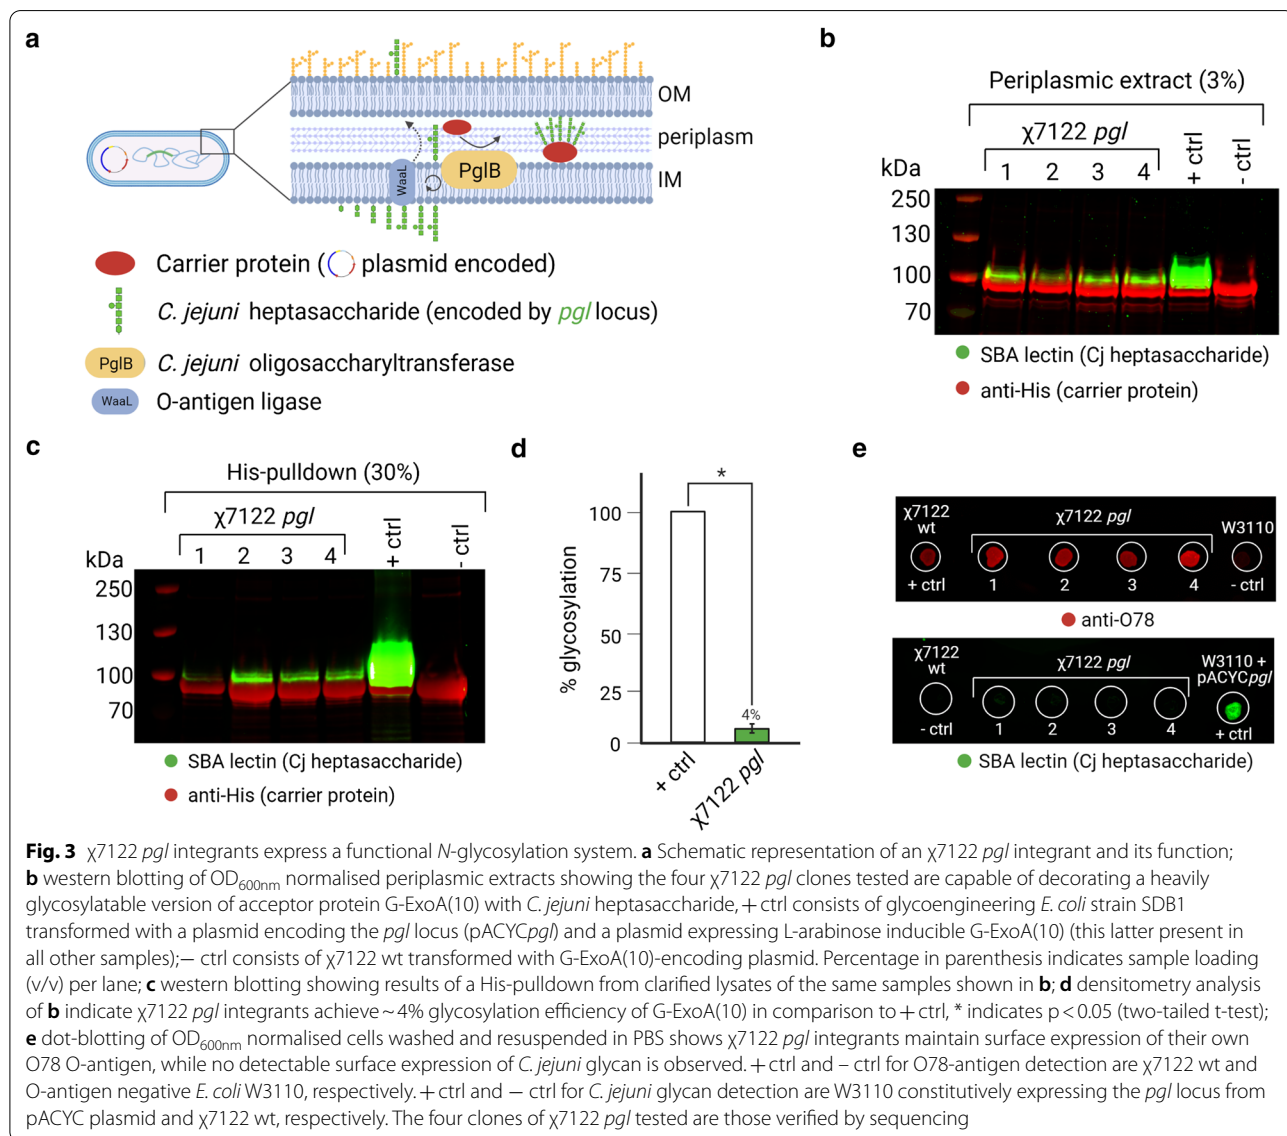 a
OM
periplasm
IM
WaaL
PglB
Carrier protein ( plasmid encoded)
C. jejuni heptasaccharide (encoded by pgl locus)
PglB C. jejuni oligosaccharyltransferase
WaaL O-antigen ligase
b
Periplasmic extract (3%)
χ7122 pgl
+ ctrl
- ctrl
kDa
1 2 3 4
250
130
100
70
SBA lectin (Cj heptasaccharide)
anti-His (carrier protein)
c
His-pulldown (30%)
χ7122 pgl
+ ctrl
- ctrl
kDa
1 2 3 4
250
130
100
70
SBA lectin (Cj heptasaccharide)
anti-His (carrier protein)
d
*
% glycosylation
100
75
50
25
0
4%
+ ctrl
χ7122 pgl
e
χ7122
wt
χ7122 pgl
W3110
+ ctrl
1 2 3 4
- ctrl
anti-O78
χ7122
wt
χ7122 pgl
W3110 +
pACYCpgl
- ctrl
1 2 3 4
+ ctrl
SBA lectin (Cj heptasaccharide)
Fig. 3 χ7122 pgl integrants express a functional N-glycosylation system. a Schematic representation of an χ7122 pgl integrant and its function;
b western blotting of OD600nm normalised periplasmic extracts showing the four χ7122 pgl clones tested are capable of decorating a heavily
glycosylatable version of acceptor protein G-ExoA(10) with C. jejuni heptasaccharide, + ctrl consists of glycoengineering E. coli strain SDB1
transformed with a plasmid encoding the pgl locus (pACYCpgl) and a plasmid expressing L-arabinose inducible G-ExoA(10) (this latter present in
all other samples);− ctrl consists of χ7122 wt transformed with G-ExoA(10)-encoding plasmid. Percentage in parenthesis indicates sample loading
(v/v) per lane; c western blotting showing results of a His-pulldown from clarified lysates of the same samples shown in b; d densitometry analysis
of b indicate χ7122 pgl integrants achieve ~ 4% glycosylation efficiency of G-ExoA(10) in comparison to + ctrl, * indicates p < 0.05 (two-tailed t-test);
e dot-blotting of OD600nm normalised cells washed and resuspended in PBS shows χ7122 pgl integrants maintain surface expression of their own
O78 O-antigen, while no detectable surface expression of C. jejuni glycan is observed. + ctrl and – ctrl for O78-antigen detection are χ7122 wt and
O-antigen negative E. coli W3110, respectively. + ctrl and − ctrl for C. jejuni glycan detection are W3110 constitutively expressing the pgl locus from
pACYC plasmid and χ7122 wt, respectively. The four clones of χ7122 pgl tested are those verified by sequencing